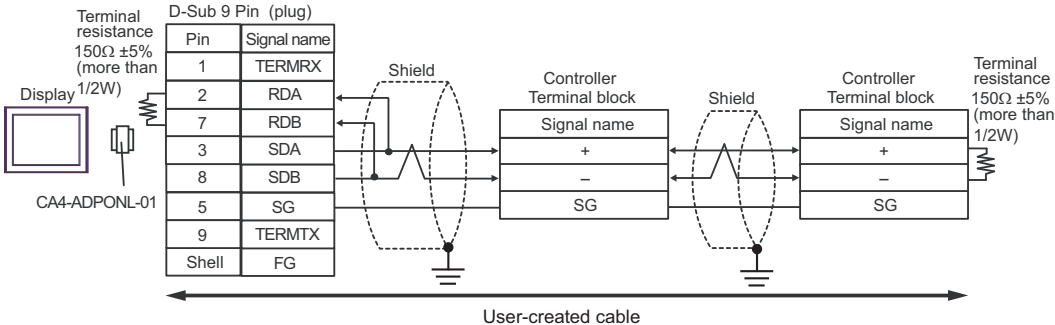 D-Sub 9 Pin (plug)
Terminal
resistance
150Ω ±5%
(more than
1/2W)
Display
CA4-ADPONL-01
Pin Signal name
1 TERMRX
2 RDA
7 RDB
3 SDA
8 SDB
5 SG
9 TERMTX
Shell FG
Shield
Controller
Terminal block
Signal name
+
–
SG
Shield
Controller
Terminal block
Signal name
+
–
SG
Terminal
resistance
150Ω ±5%
(more than
1/2W)
User-created cable